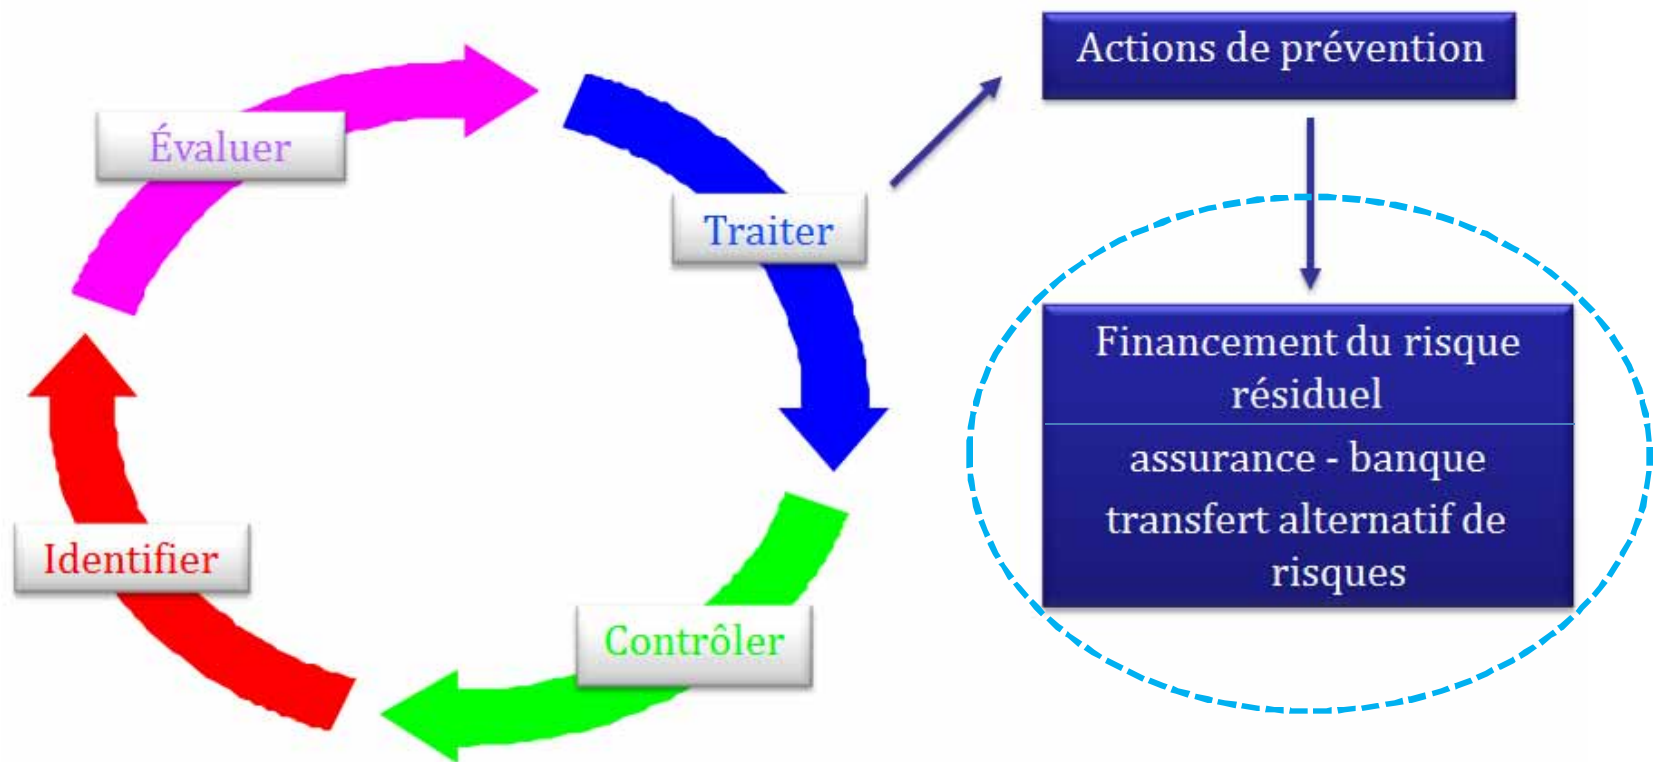 Actions de prévention
Évaluer
Traiter
Financement du risque
résiduel
assurance - banque
transfert alternatif de
risques
Identifier
Contrôler